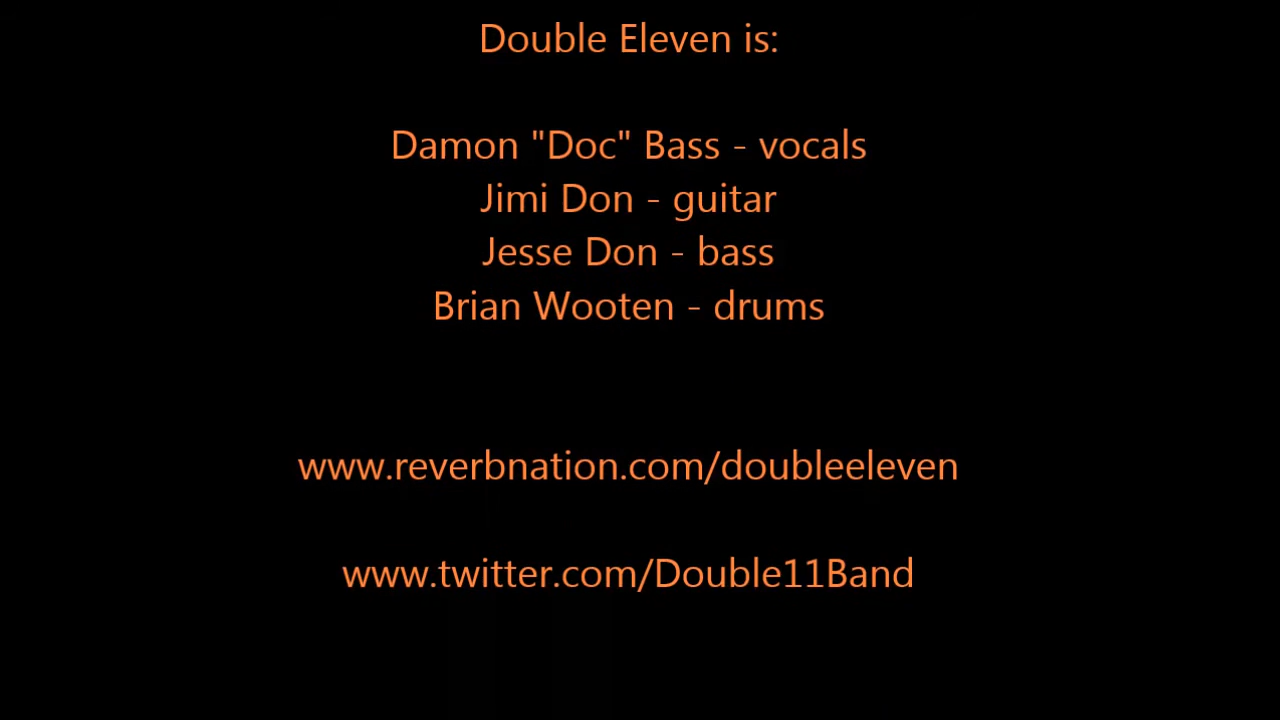 Double Eleven is:
Damon "Doc" Bass - vocals
Jimi Don - guitar
Jesse Don - bass
Brian Wooten - drums
www.reverbnation.com/doubleeleven
www.twitter.com/Double11Band